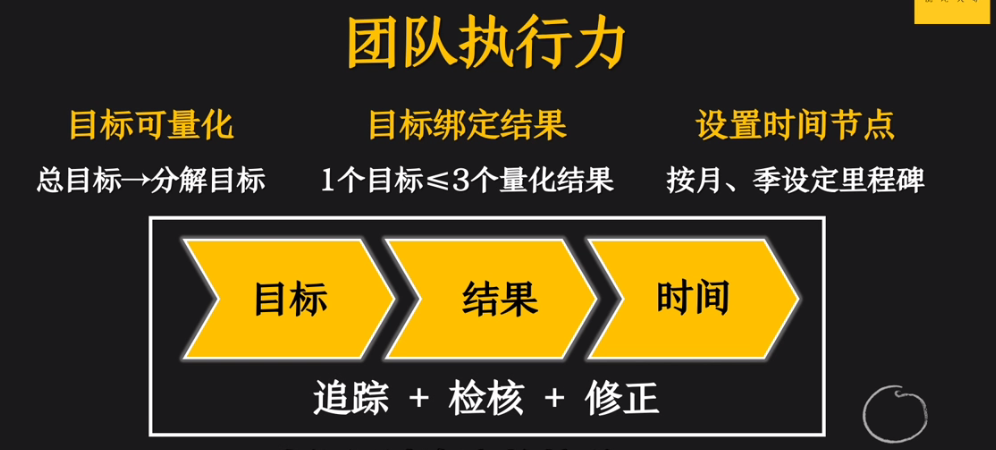 团队执行力
目标可量化 目标绑定结果 设置时间节点
总目标→分解目标 1个目标≤3个量化结果 按月、季设定里程碑
目标 结果 时间
追踪 + 检核 + 修正